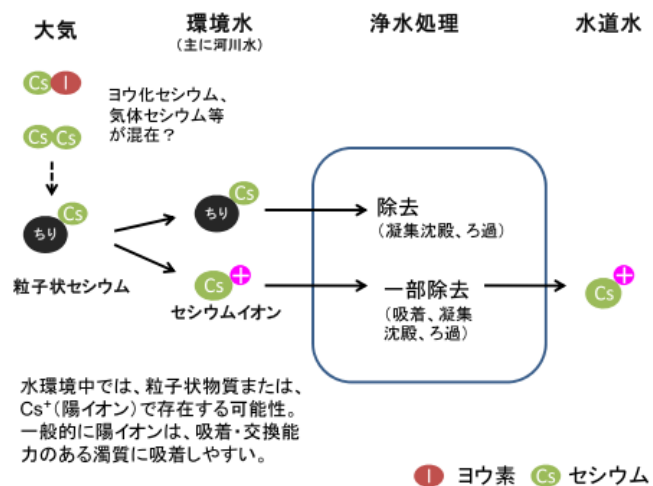 大気
環境水
(主に河川水)
浄水処理
水道水
Cs I
ヨウ化セシウム、
気体セシウム等
が混在？
Cs Cs
Cs
ちり
粒子状セシウム
Cs
ちり
除去
(凝集沈殿、ろ過)
Cs +
セシウムイオン
一部除去
(吸着、凝集
沈殿、ろ過)
Cs +
水環境中では、粒子状物質または、
Cs⁺(陽イオン)で存在する可能性。
一般的に陽イオンは、吸着・交換能
力のある濁質に吸着しやすい。
I ヨウ素 Cs セシウム